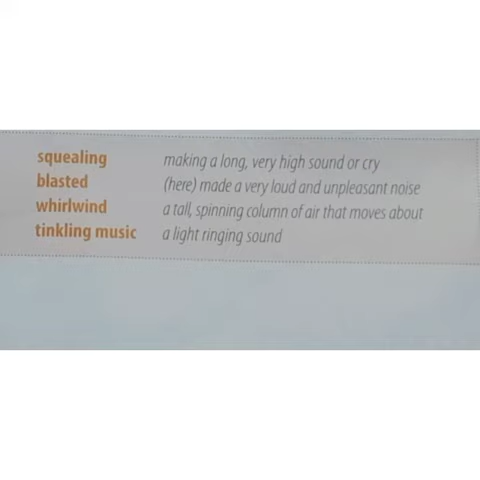 squealing making a long, very high sound or cry
blasted (here) made a very loud and unpleasant noise
whirlwind a tall, spinning column of air that moves about
tinkling music a light ringing sound